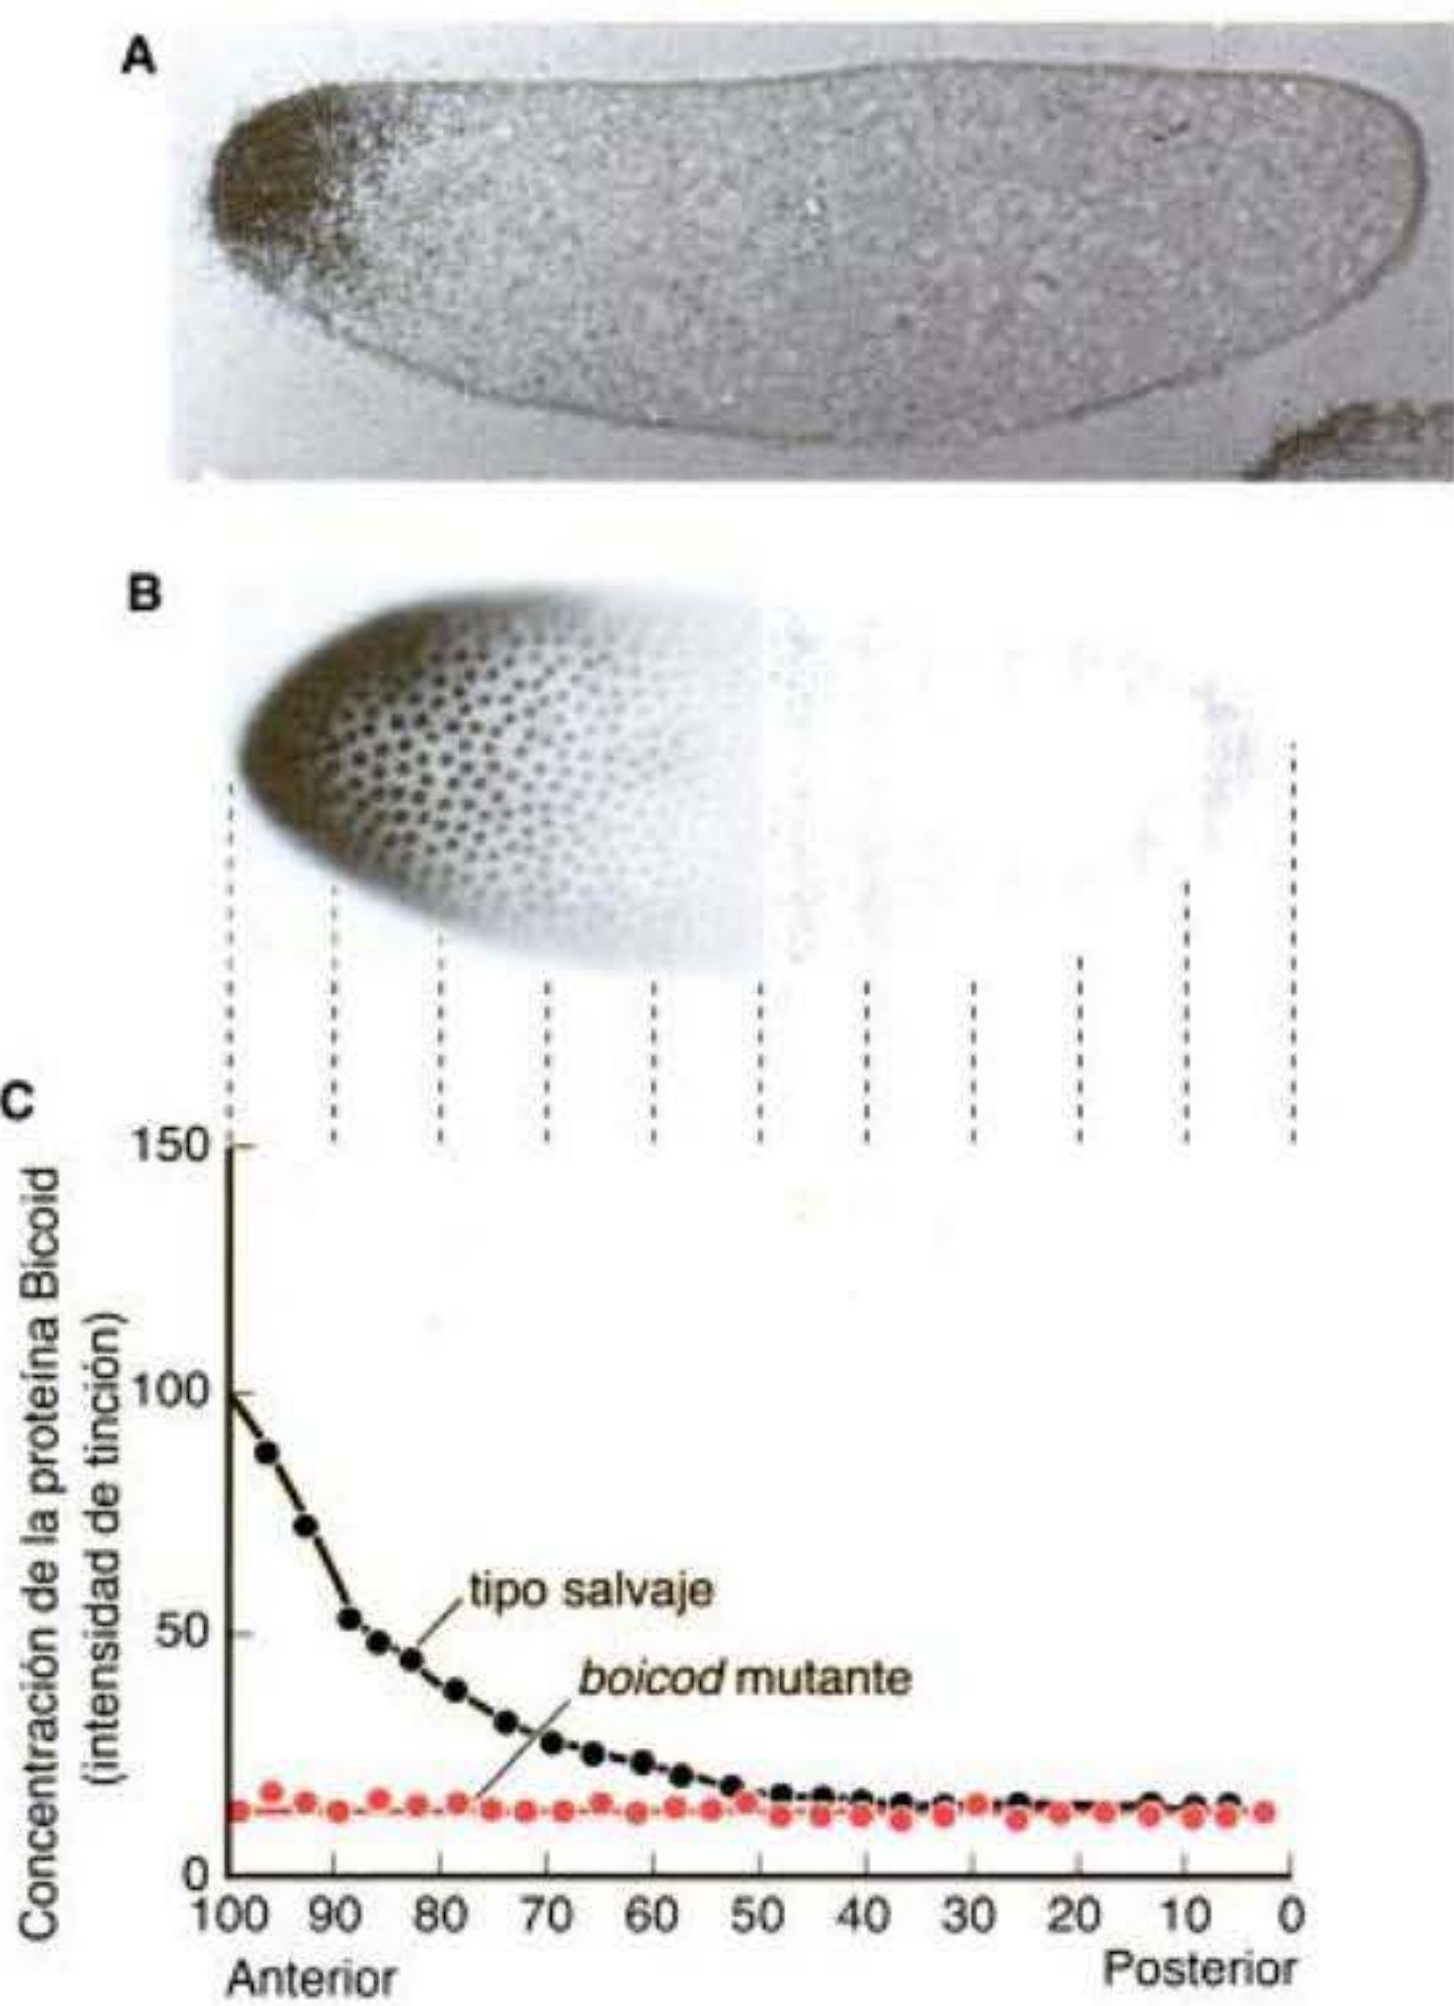 A
B
C
Concentración de la proteína Bicoid
(intensidad de tinción)
150
100
50
0
tipo salvaje
boicod mutante
100 90 80 70 60 50 40 30 20 10 0
Anterior
Posterior